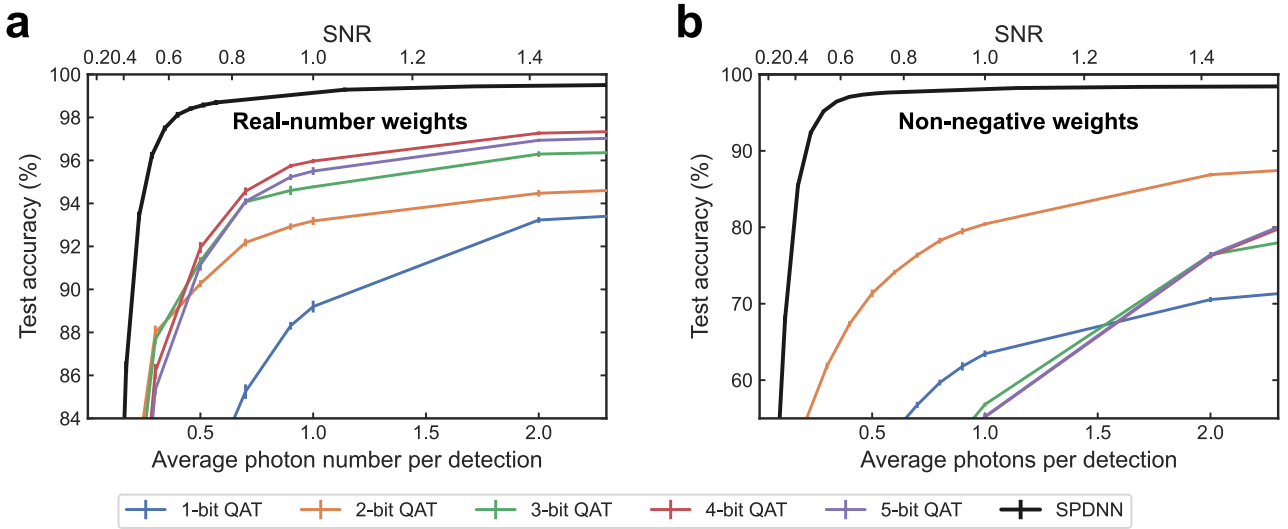 a
SNR
0.20 0.4 0.6 0.8 1.0 1.2 1.4
100
98
96
94
92
90
88
86
84
Test accuracy (%)
Real-number weights
0.5 1.0 1.5 2.0
Average photon number per detection
b
SNR
0.20 0.4 0.6 0.8 1.0 1.2 1.4
100
90
80
70
60
Test accuracy (%)
Non-negative weights
0.5 1.0 1.5 2.0
Average photons per detection
1-bit QAT 2-bit QAT 3-bit QAT 4-bit QAT 5-bit QAT SPDNN